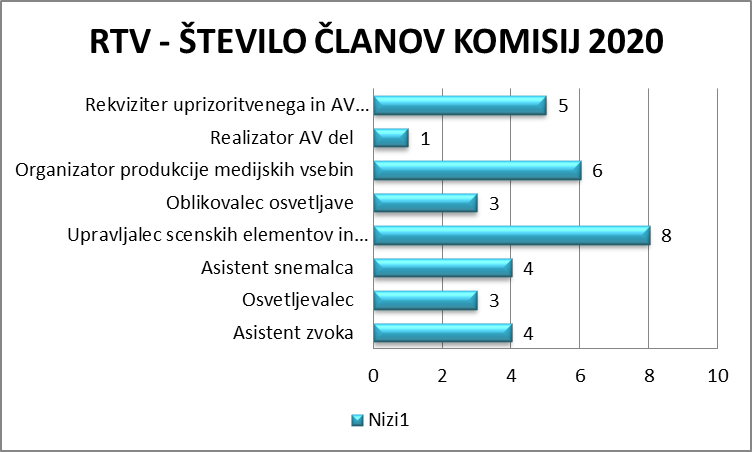 RTV - ŠTEVILO ČLANOV KOMISIJ 2020
Rekviziter uprizoritvenega in AV... 5
Realizator AV del 1
Organizator produkcije medijskih vsebin 6
Oblikovalec osvetljave 3
Upravljalec scenskih elementov in... 8
Asistent snemalca 4
Osvetljevalec 3
Asistent zvoka 4
0 2 4 6 8 10
Nizi1